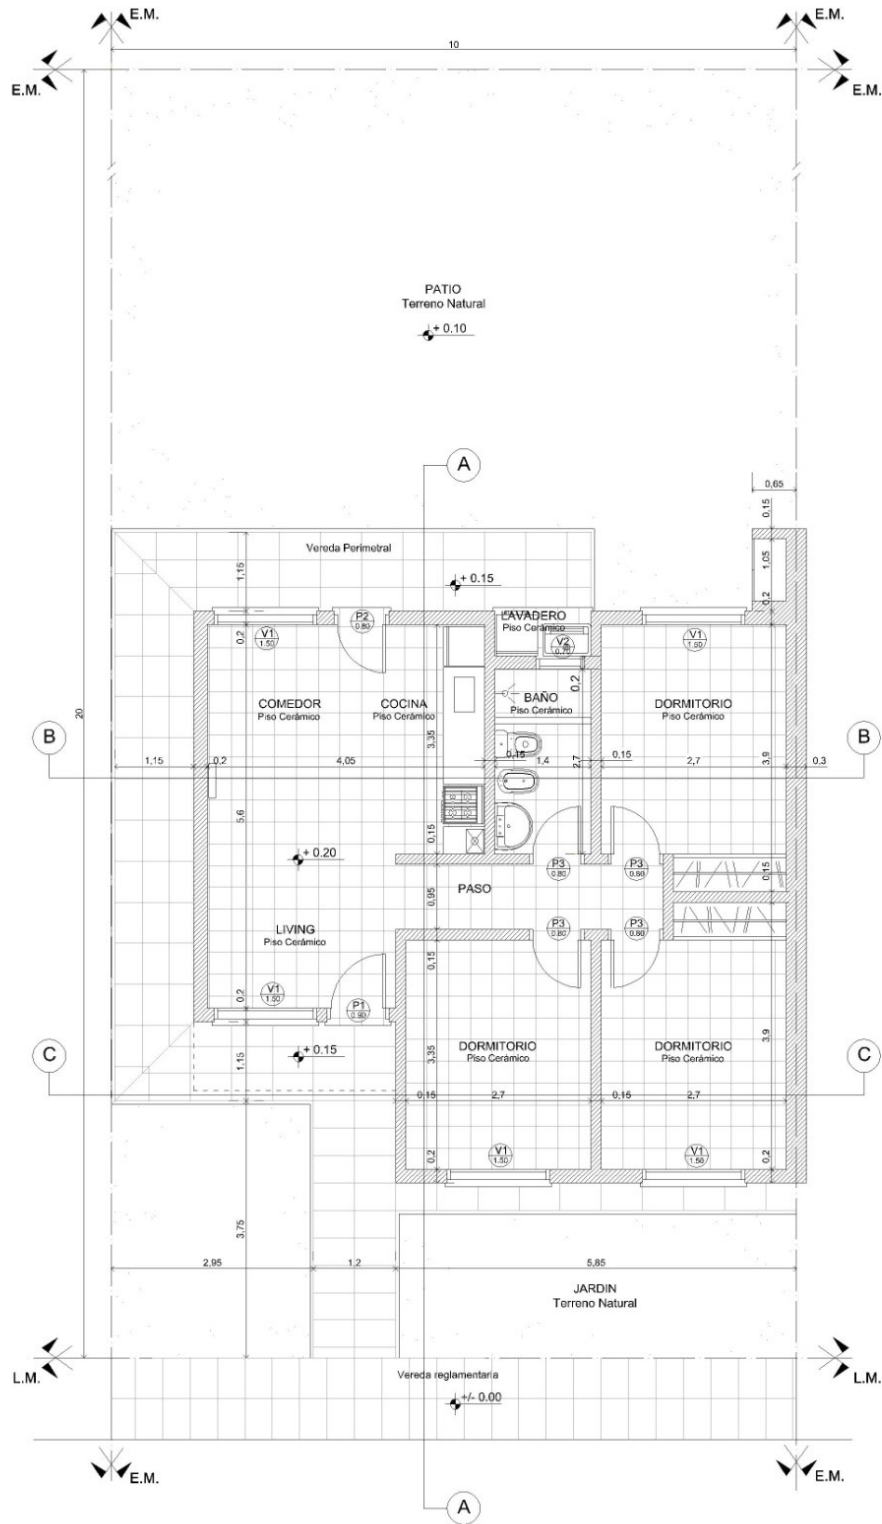 E.M.
E.M.
10
E.M.
E.M.
PATIO
Terreno Natural
+ 0.10
A
0,65
0,15
Vereda Perimetral
1,15
+ 0.15
1,05
0,2
P2
0.80
LAVADERO
Piso Cerámico
V1
1.50
0,2
V2
0.70
V1
1.50
0,2
COMEDOR
Piso Cerámico
COCINA
Piso Cerámico
BAÑO
Piso Cerámico
DORMITORIO
Piso Cerámico
20
3,35
B
B
0,15
0,15
1,15
0,2
4,05
1,4
2,7
2,7
3,9
0,3
5,6
0,15
+ 0.20
P3
0.80
P3
0.80
0,15
PASO
0,95
LIVING
Piso Cerámico
P3
0.80
P3
0.80
0,15
V1
1.50
0,2
P1
0.90
C
+ 0.15
1,15
3,35
DORMITORIO
Piso Cerámico
DORMITORIO
Piso Cerámico
3,9
C
0,15
2,7
0,15
2,7
V1
1.50
V1
1.50
0,2
0,2
3,75
2,95
1,2
5,85
JARDIN
Terreno Natural
L.M.
Vereda reglamentaria
L.M.
+/- 0.00
E.M.
E.M.
A